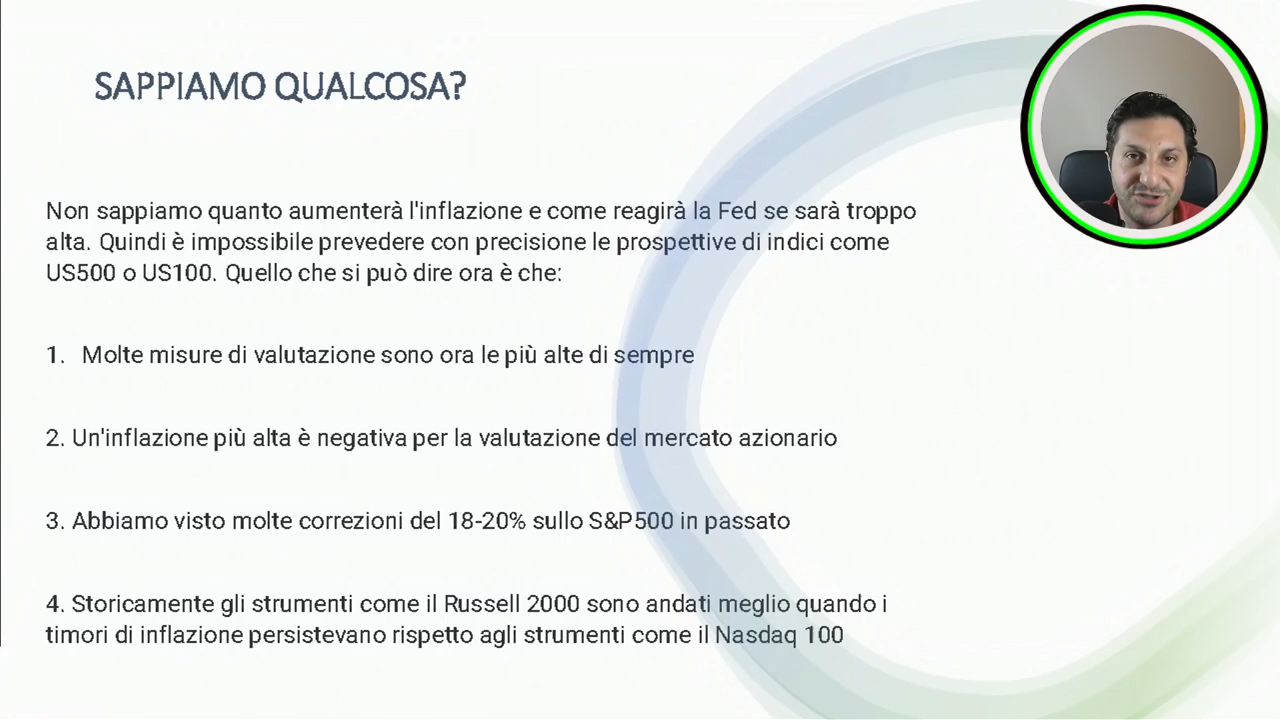 SAPPIAMO QUALCOSA?
Non sappiamo quanto aumenterà l'inflazione e come reagirà la Fed se sarà troppo
alta. Quindi è impossibile prevedere con precisione le prospettive di indici come
US500 o US100. Quello che si può dire ora è che:
1. Molte misure di valutazione sono ora le più alte di sempre
2. Un'inflazione più alta è negativa per la valutazione del mercato azionario
3. Abbiamo visto molte correzioni del 18-20% sullo S&P500 in passato
4. Storicamente gli strumenti come il Russell 2000 sono andati meglio quando i
timori di inflazione persistevano rispetto agli strumenti come il Nasdaq 100